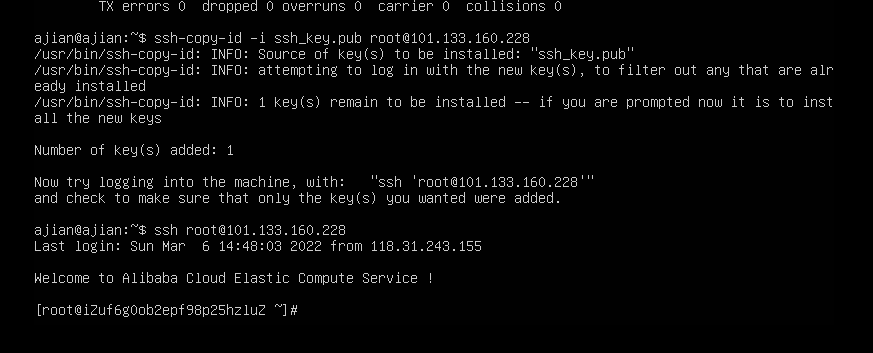 TX errors 0  dropped 0 overruns 0  carrier 0  collisions 0
ajian@ajian:~$ ssh-copy-id -i ssh_key.pub root@101.133.160.228
/usr/bin/ssh-copy-id: INFO: Source of key(s) to be installed: "ssh_key.pub"
/usr/bin/ssh-copy-id: INFO: attempting to log in with the new key(s), to filter out any that are alr
eady installed
/usr/bin/ssh-copy-id: INFO: 1 key(s) remain to be installed -- if you are prompted now it is to inst
all the new keys
Number of key(s) added: 1
Now try logging into the machine, with:   "ssh 'root@101.133.160.228'"
and check to make sure that only the key(s) you wanted were added.
ajian@ajian:~$ ssh root@101.133.160.228
Last login: Sun Mar  6 14:48:03 2022 from 118.31.243.155
Welcome to Alibaba Cloud Elastic Compute Service !
[root@iZuf6g0ob2epf98p25hzluZ ~]#